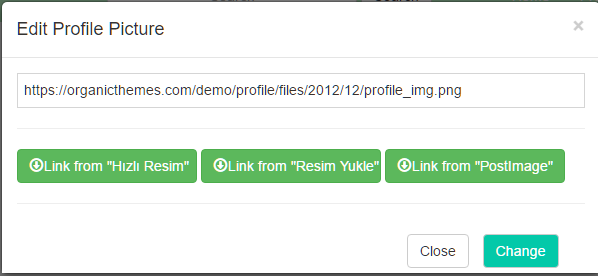 Edit Profile Picture
×
https://organicthemes.com/demo/profile/files/2012/12/profile_img.png
Link from "Hızlı Resim" Link from "Resim Yukle" Link from "PostImage"
Close Change